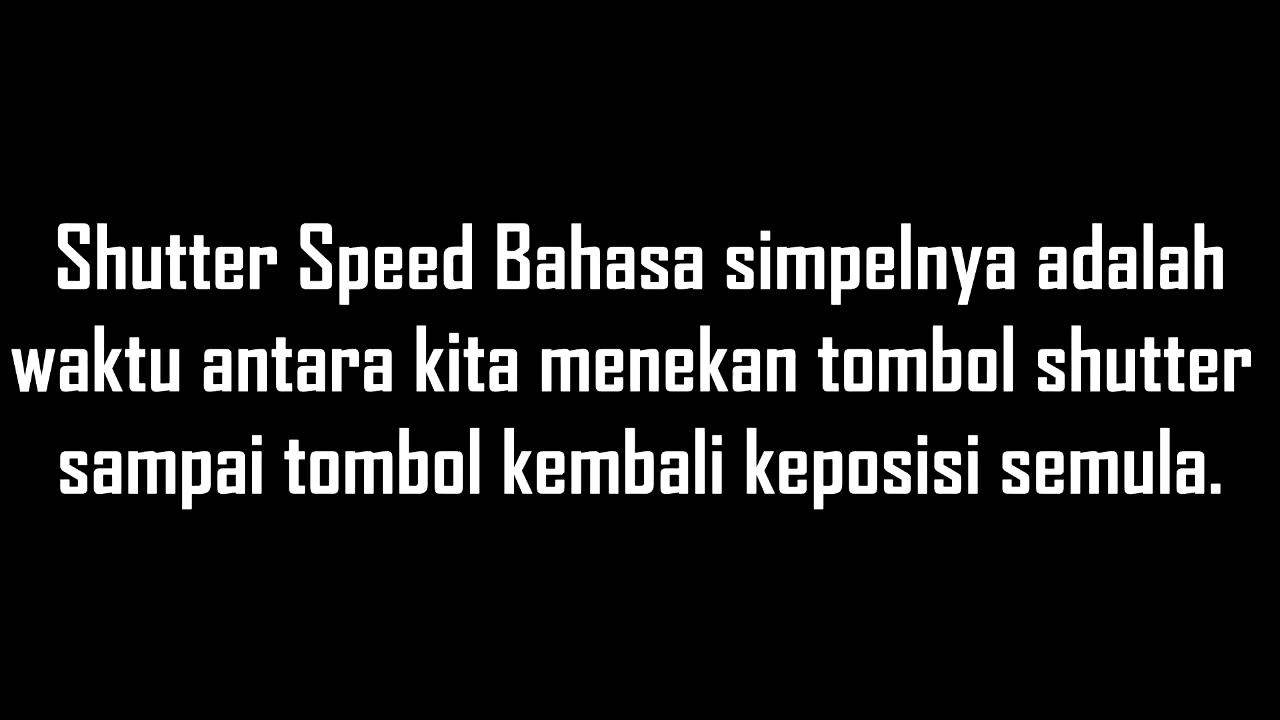 Shutter Speed Bahasa simpelnya adalah
waktu antara kita menekan tombol shutter
sampai tombol kembali keposisi semula.